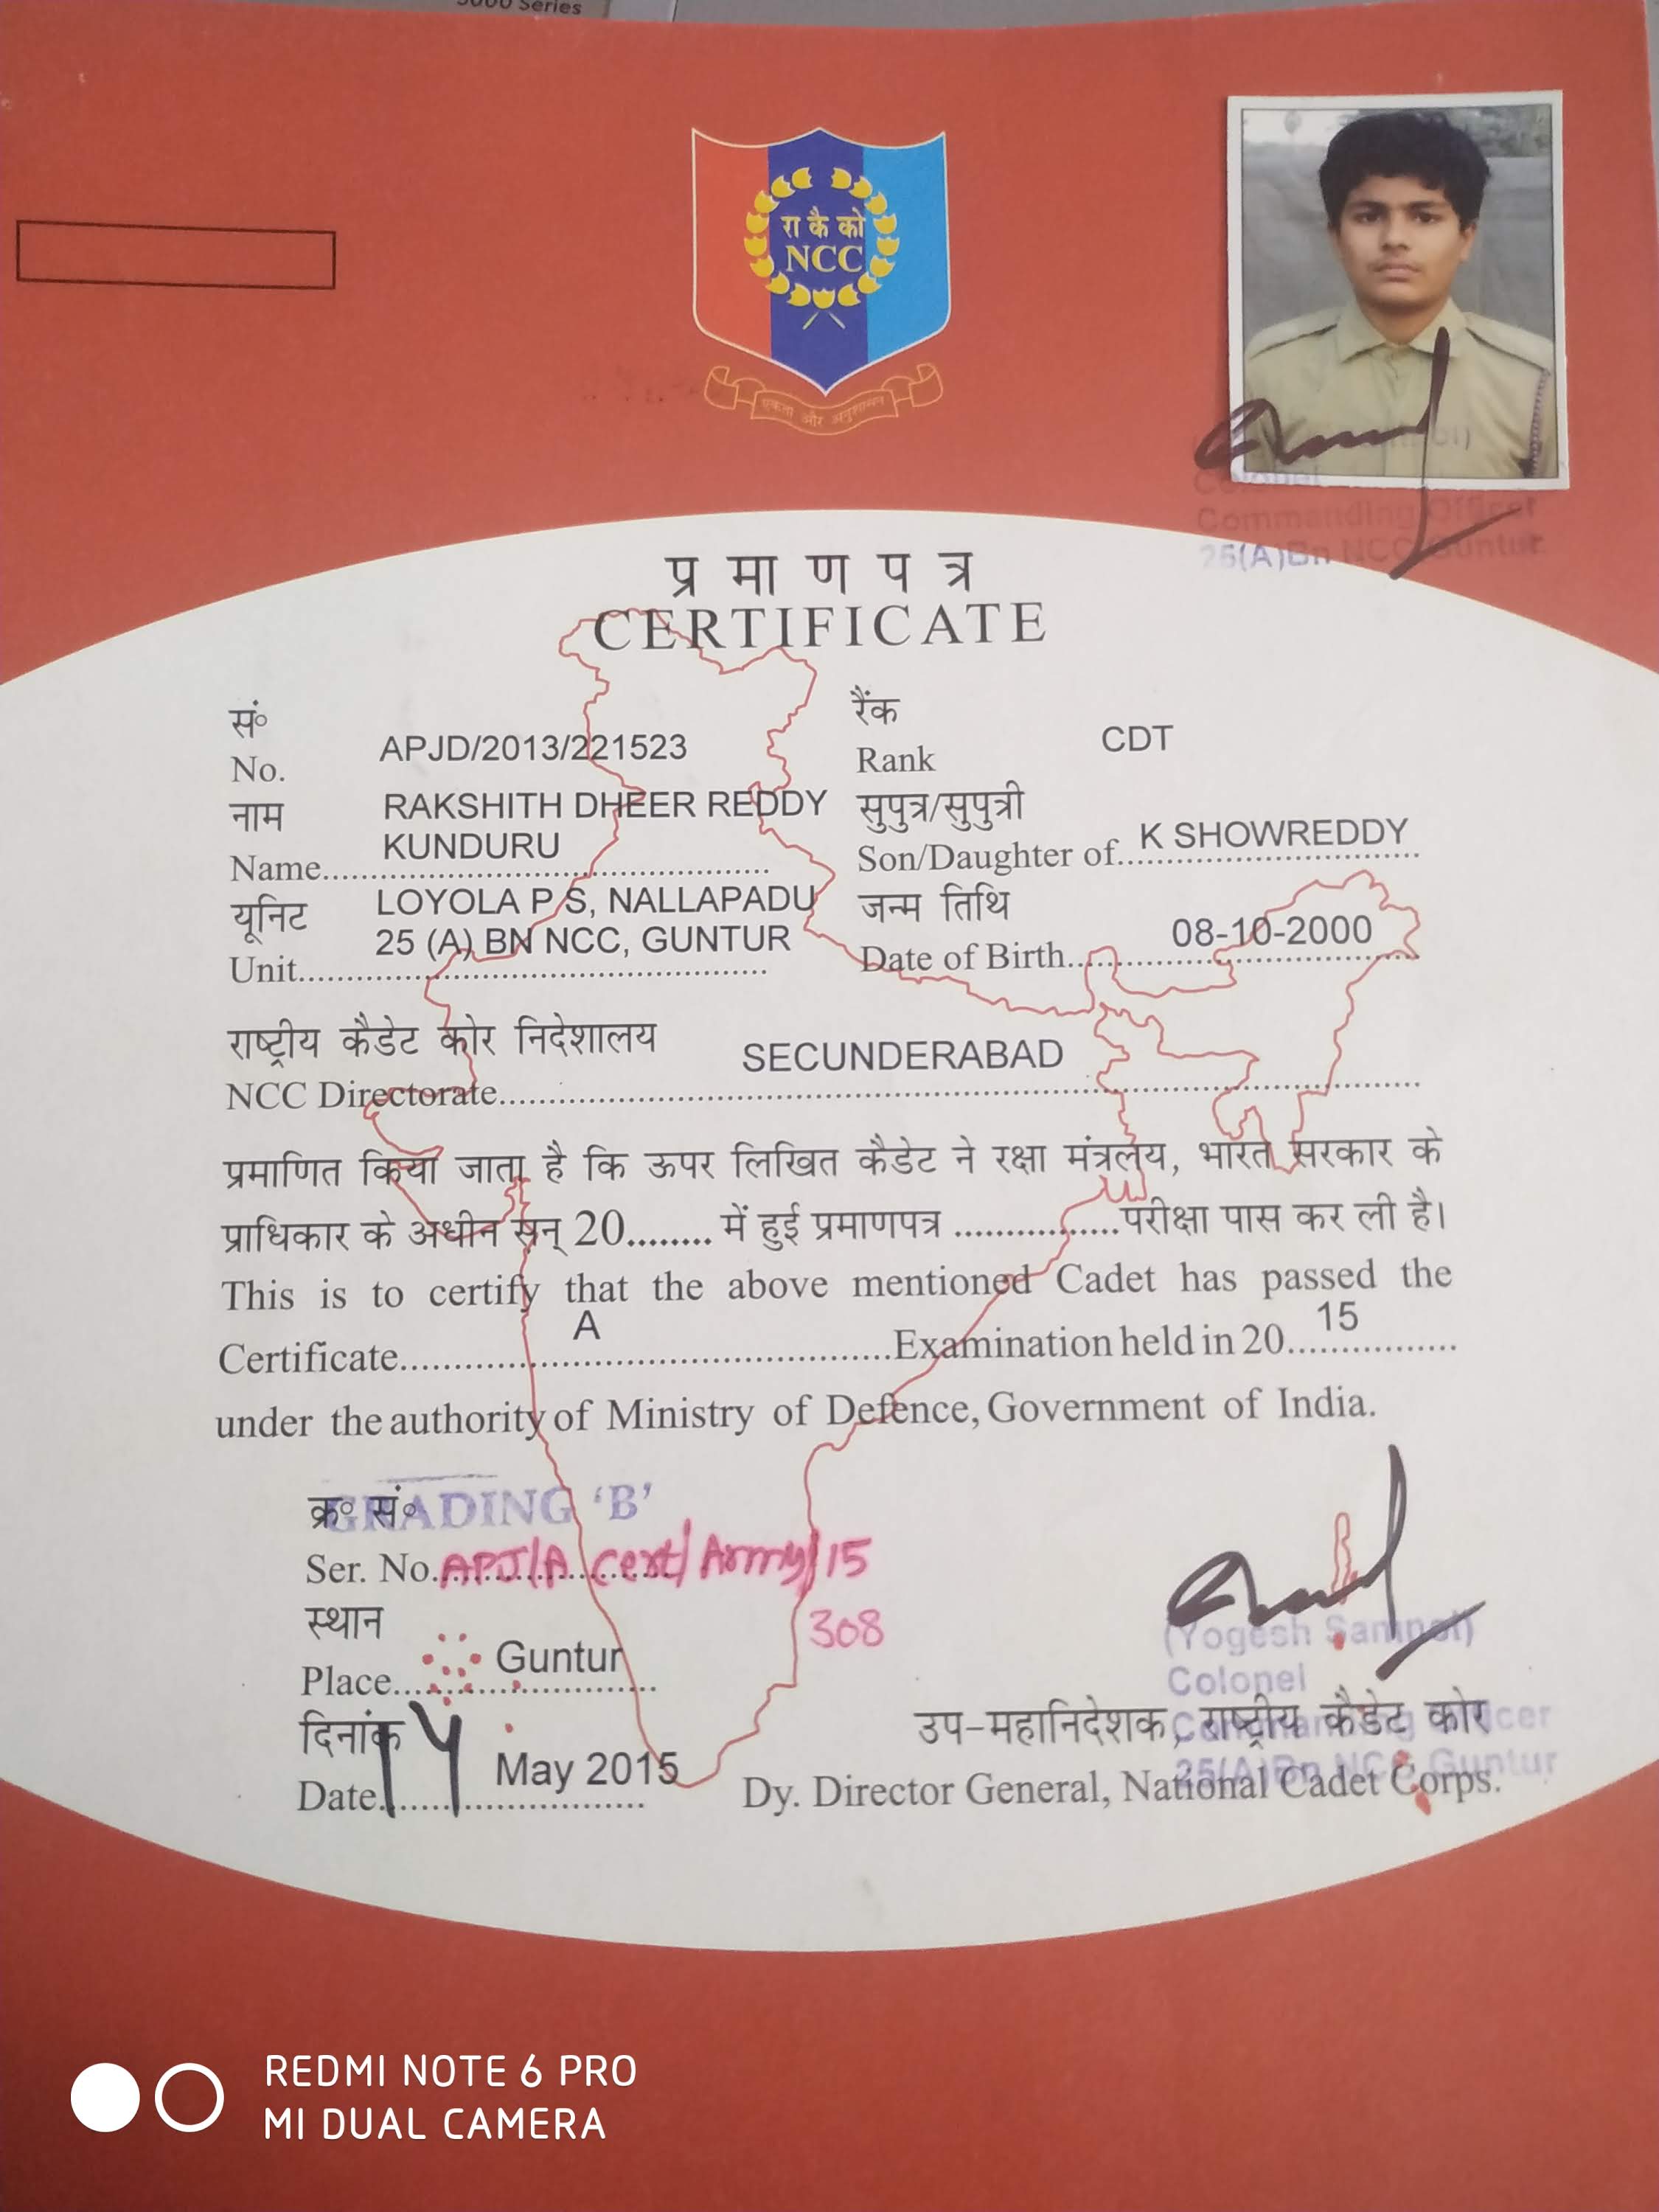 5000 Series
रा कै को
NCC
एकता और अनुशासन
Colonel
Commanding Officer
25(A)Bn NCC Guntur
प्रमाणपत्र
CERTIFICATE
सं०
No. APJD/2013/221523
रैंक
Rank CDT
नाम
Name RAKSHITH DHEER REDDY
KUNDURU
सुपुत्र/सुपुत्री
Son/Daughter of K SHOWREDDY
यूनिट
Unit LOYOLA P S, NALLAPADU
25 (A) BN NCC, GUNTUR
जन्म तिथि
Date of Birth 08-10-2000
राष्ट्रीय कैडेट कोर निदेशालय
NCC Directorate SECUNDERABAD
प्रमाणित किया जाता है कि ऊपर लिखित कैडेट ने रक्षा मंत्रलय, भारत सरकार के
प्राधिकार के अधीन सन् 20........ में हुई प्रमाणपत्र ...............परीक्षा पास कर ली है।
This is to certify that the above mentioned Cadet has passed the
Certificate A Examination held in 20 15
under the authority of Ministry of Defence, Government of India.
GRADING 'B'
क्र० सं०
Ser. No. APJ/A Cert/Army/15
308
स्थान
Place Guntur
दिनांक
Date 14 May 2015
(Yogesh
Colonel
Commanding Officer
25(A)Bn NCC Guntur
उप-महानिदेशक, राष्ट्रीय कैडेट कोर
Dy. Director General, National Cadet Corps.
REDMI NOTE 6 PRO
MI DUAL CAMERA